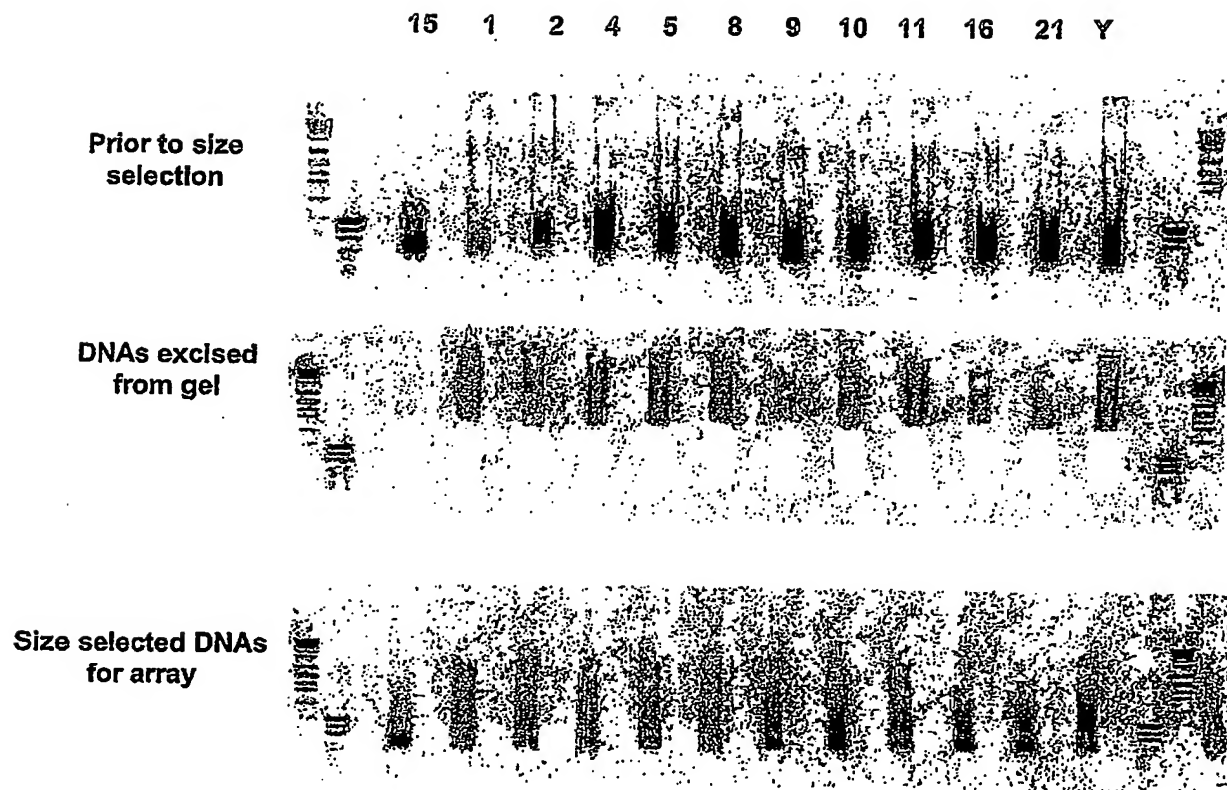 15 1 2 4 5 8 9 10 11 16 21 Y
Prior to size
selection
DNAs excised
from gel
Size selected DNAs
for array